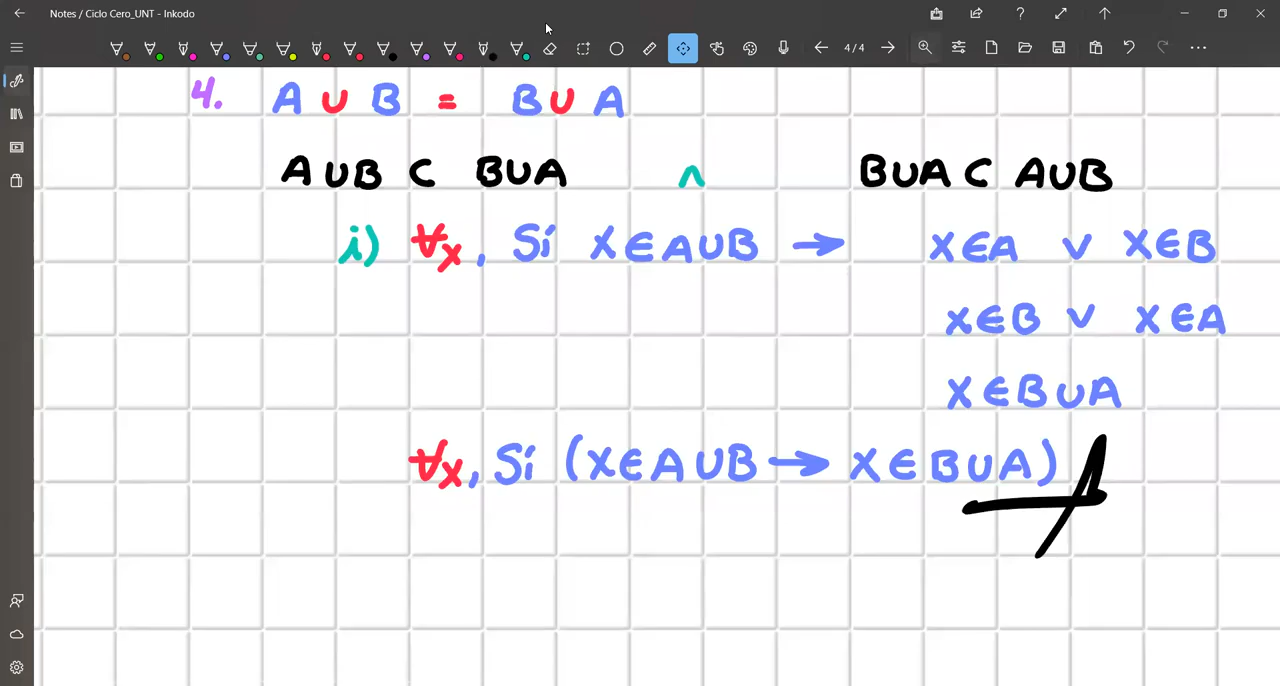 Notes / Ciclo Cero_UNT - Inkodo
4 / 4
4. A ∪ B = B ∪ A
A ∪ B ⊂ B ∪ A ∧ B ∪ A ⊂ A ∪ B
i) ∀x, Sí x ∈ A ∪ B → x ∈ A ∨ x ∈ B
x ∈ B ∨ x ∈ A
x ∈ B ∪ A
∀x, Sí (x ∈ A ∪ B → x ∈ B ∪ A)